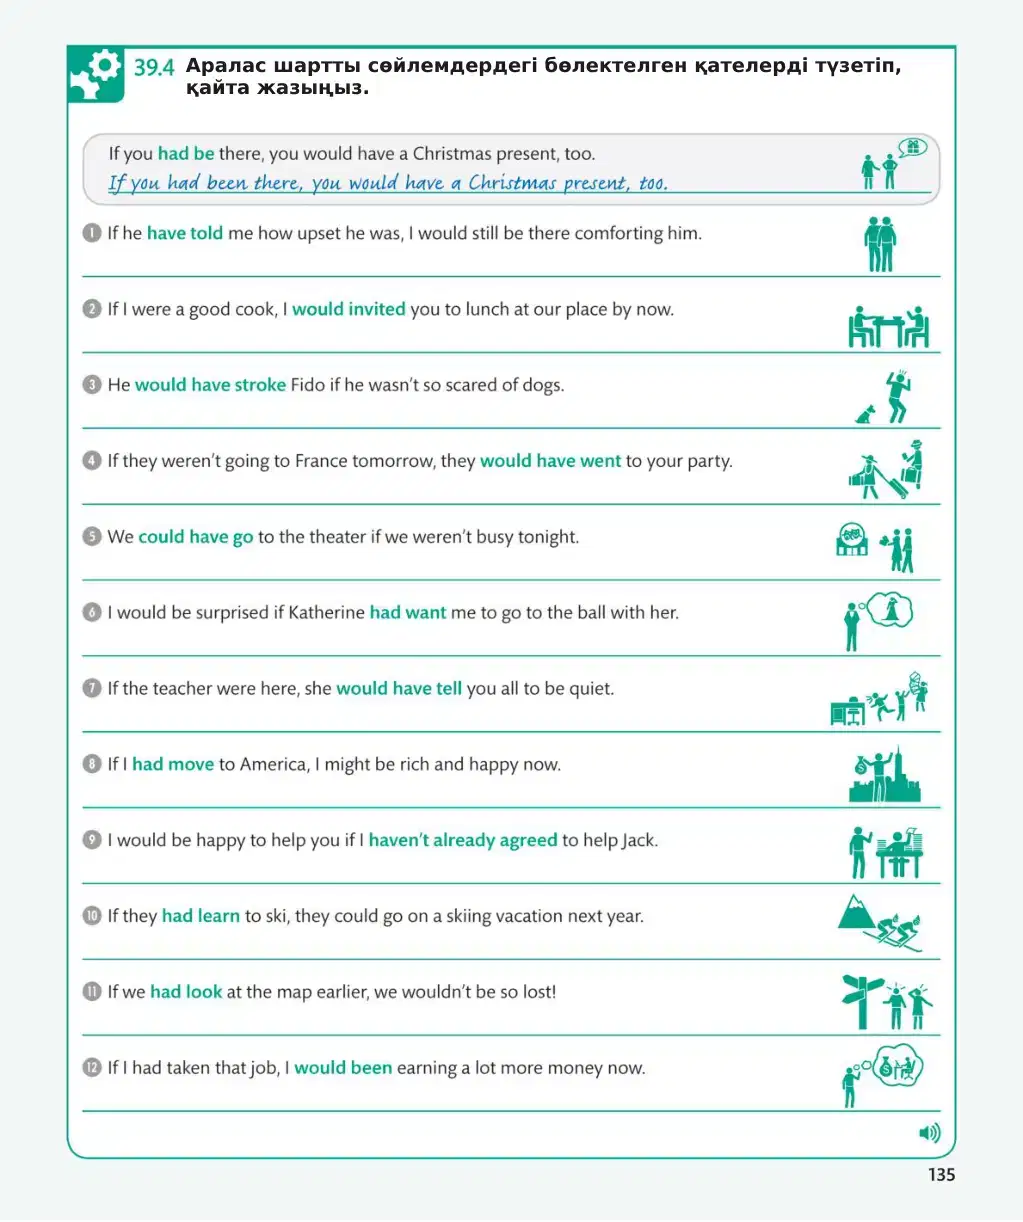 39.4 Аралас шартты сөйлемдердегі бөлектелген қателерді түзетіп,
қайта жазыңыз.
If you had be there, you would have a Christmas present, too.
If you had been there, you would have a Christmas present, too.
1 If he have told me how upset he was, I would still be there comforting him.
2 If I were a good cook, I would invited you to lunch at our place by now.
3 He would have stroke Fido if he wasn't so scared of dogs.
4 If they weren't going to France tomorrow, they would have went to your party.
5 We could have go to the theater if we weren't busy tonight.
6 I would be surprised if Katherine had want me to go to the ball with her.
7 If the teacher were here, she would have tell you all to be quiet.
8 If I had move to America, I might be rich and happy now.
9 I would be happy to help you if I haven't already agreed to help Jack.
10 If they had learn to ski, they could go on a skiing vacation next year.
11 If we had look at the map earlier, we wouldn't be so lost!
12 If I had taken that job, I would been earning a lot more money now.
135